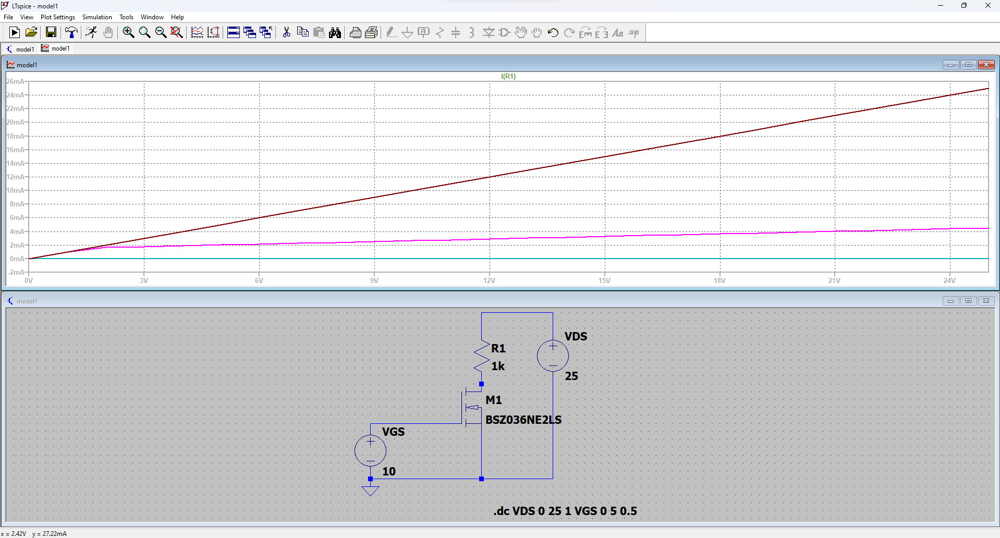 LTspice - model1
File View Plot Settings Simulation Tools Window Help
model1 model1
model1
I(R1)
26mA
24mA
22mA
20mA
18mA
16mA
14mA
12mA
10mA
8mA
6mA
4mA
2mA
0mA
-2mA
0V 3V 6V 9V 12V 15V 18V 21V 24V
model1
VDS
R1
1k
25
M1
BSZ036NE2LS
VGS
10
.dc VDS 0 25 1 VGS 0 5 0.5
x = 2.42V y = 27.22mA